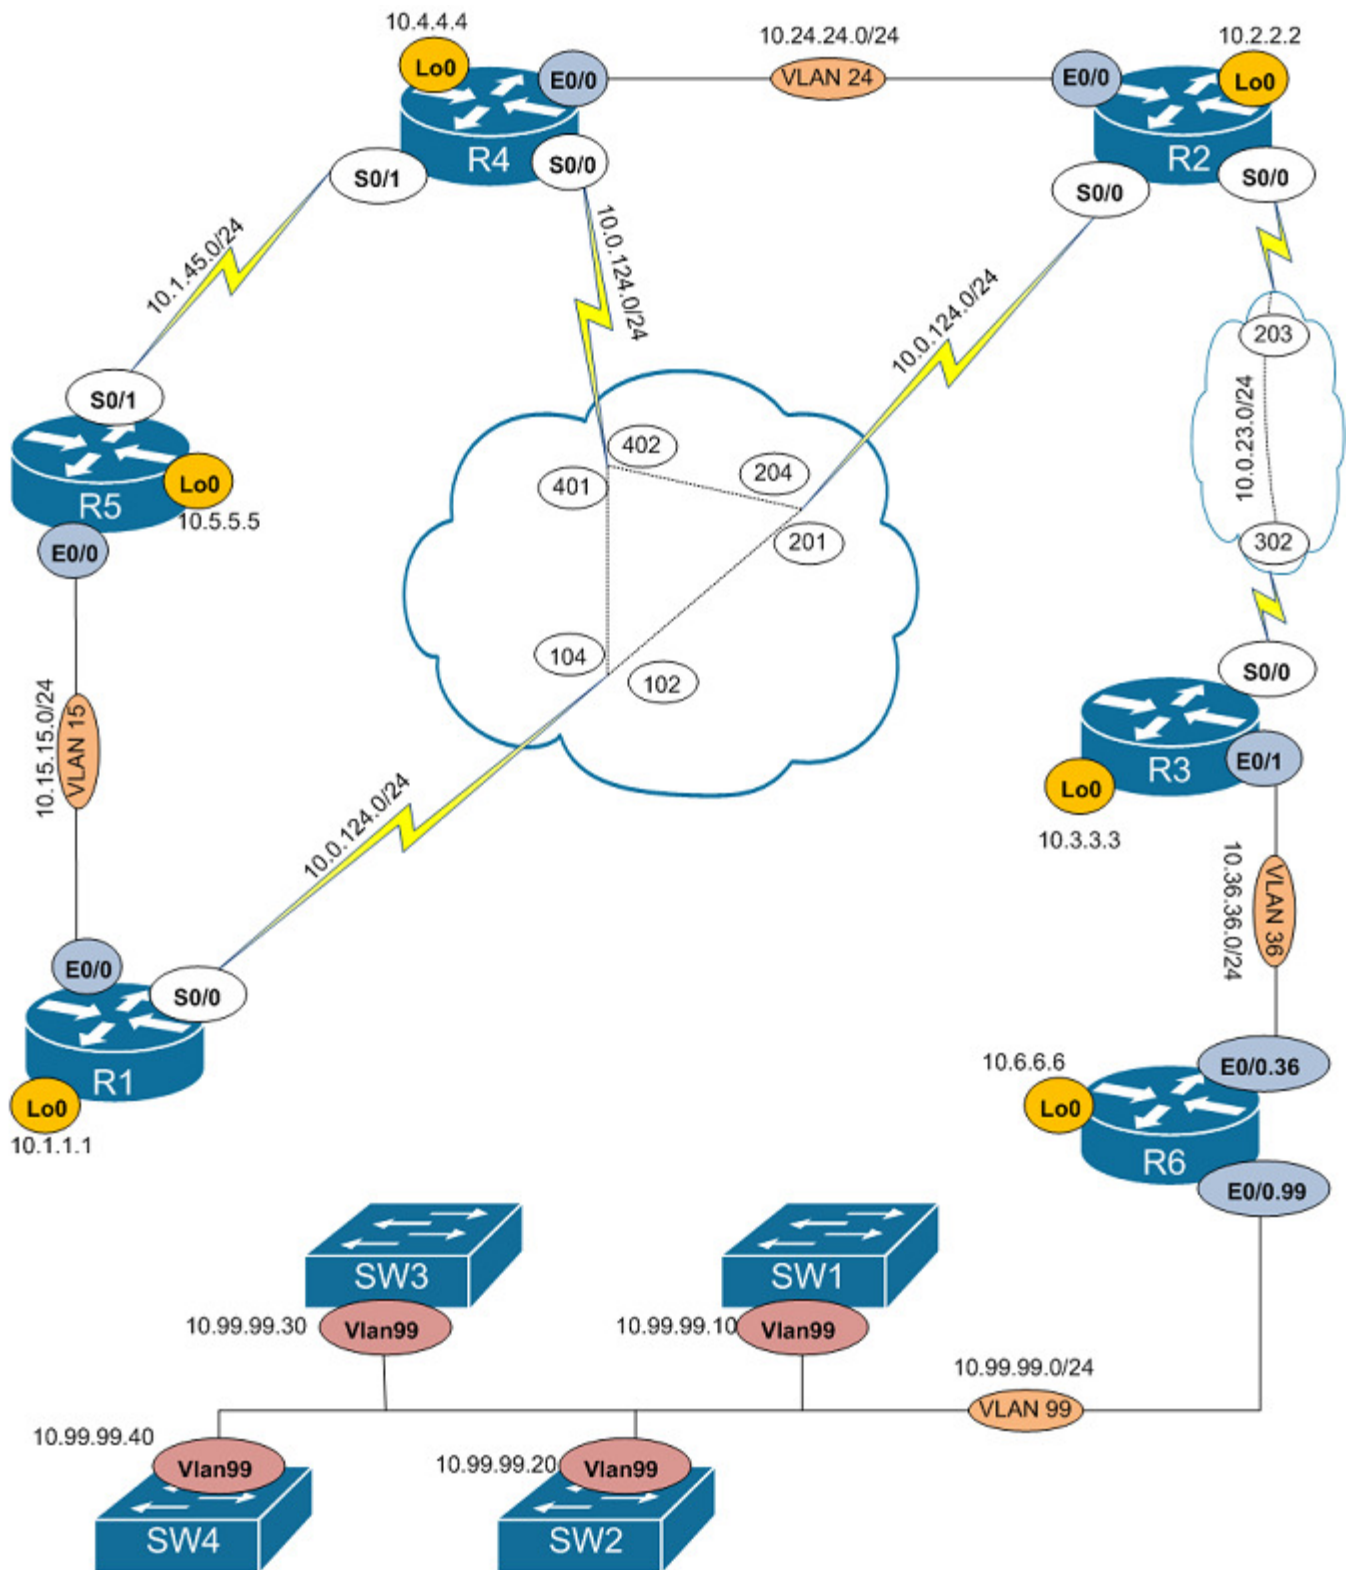 10.4.4.4
10.24.24.0/24
10.2.2.2
Lo0
E0/0
VLAN 24
E0/0
Lo0
R4
R2
S0/1
S0/0
S0/0
S0/0
10.1.45.0/24
10.0.124.0/24
10.0.124.0/24
203
10.0.23.0/24
302
S0/1
402
204
401
201
R5
Lo0
10.5.5.5
E0/0
104
102
S0/0
R3
E0/1
Lo0
10.3.3.3
10.15.15.0/24
VLAN 15
10.0.124.0/24
10.36.36.0/24
VLAN 36
E0/0
S0/0
R1
Lo0
10.1.1.1
10.6.6.6
E0/0.36
Lo0
R6
E0/0.99
SW3
SW1
10.99.99.30
Vlan99
10.99.99.10
Vlan99
10.99.99.0/24
VLAN 99
10.99.99.40
Vlan99
10.99.99.20
Vlan99
SW4
SW2